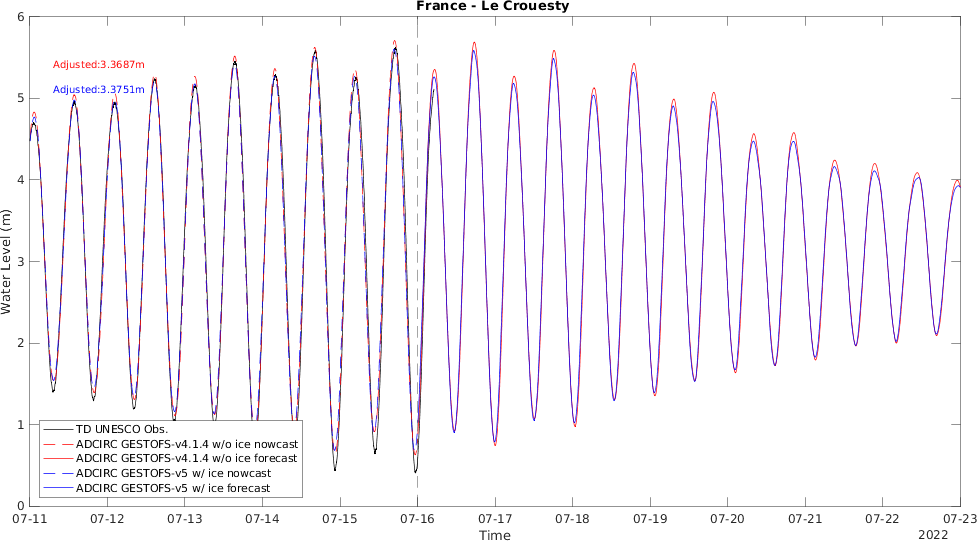 France - Le Crouesty
6
Adjusted:3.3687m
Adjusted:3.3751m
5
4
3
2
1
0
Water Level (m)
TD UNESCO Obs.
ADCIRC GESTOFS-v4.1.4 w/o ice nowcast
ADCIRC GESTOFS-v4.1.4 w/o ice forecast
ADCIRC GESTOFS-v5 w/ ice nowcast
ADCIRC GESTOFS-v5 w/ ice forecast
07-11 07-12 07-13 07-14 07-15 07-16 07-17 07-18 07-19 07-20 07-21 07-22 07-23
Time
2022